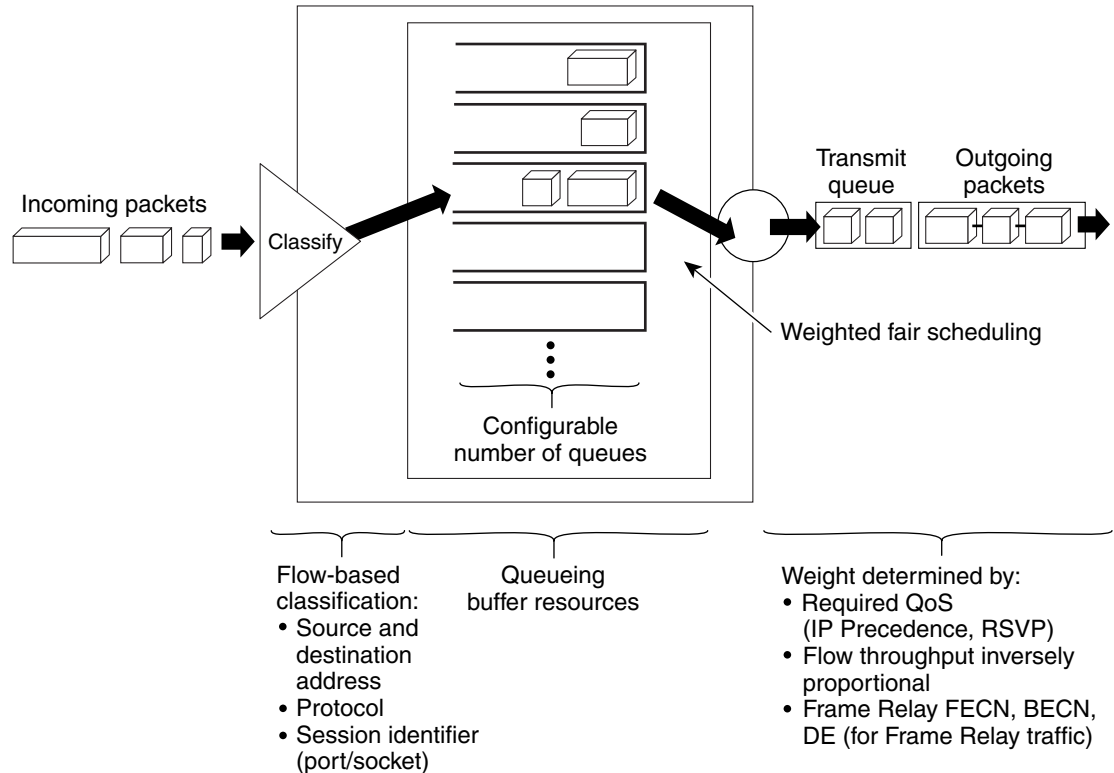 Incoming packets
Classify
Transmit
queue
Outgoing
packets
Weighted fair scheduling
Configurable
number of queues
Flow-based
classification:
• Source and
destination
address
• Protocol
• Session identifier
(port/socket)
Queueing
buffer resources
Weight determined by:
• Required QoS
(IP Precedence, RSVP)
• Flow throughput inversely
proportional
• Frame Relay FECN, BECN,
DE (for Frame Relay traffic)